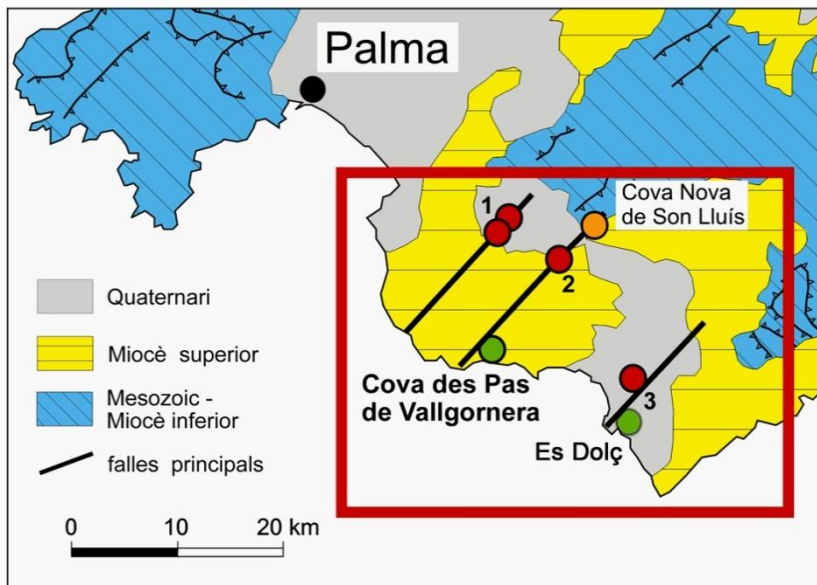 Palma
Cova Nova
de Son Lluís
1
2
Cova des Pas
de Vallgornera
3
Es Dolç
Quaternari
Miocè superior
Mesozoic -
Miocè inferior
falles principals
0 10 20 km